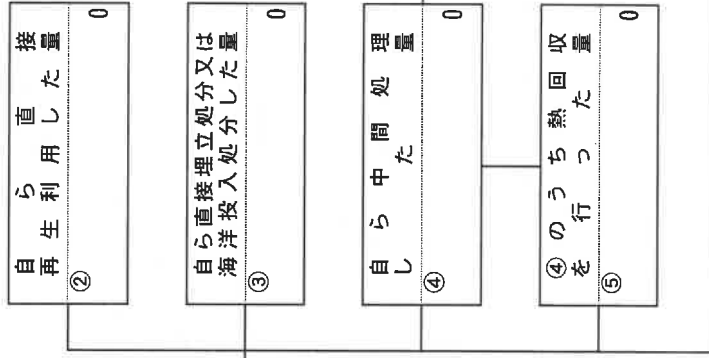 自ら直接
再生利用した量
② 0
自ら直接埋立処分又は
海洋投入処分した量
③ 0
自ら中間処理
した量
④ 0
④のうち熱回収
を行った量
⑤ 0